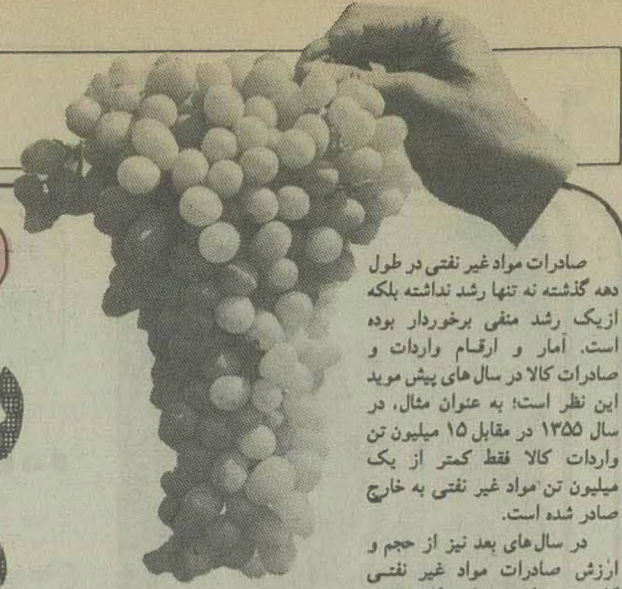 صادرات مواد غیر نفتی در طول
دهه گذشته نه تنها رشد نداشته بلکه
ازیک رشد منفی برخوردار بوده
است. آمار و ارقام واردات و
صادرات کالا در سال های پیش موید
این نظر است؛ به عنوان مثال، در
سال ۱۳۵۵ در مقابل ۱۵ میلیون تن
واردات کالا فقط کمتر از یک
میلیون تن مواد غیر نفتی به خارج
صادر شده است.
در سال‌های بعد نیز از حجم و
ارزش صادرات مواد غیر نفتی